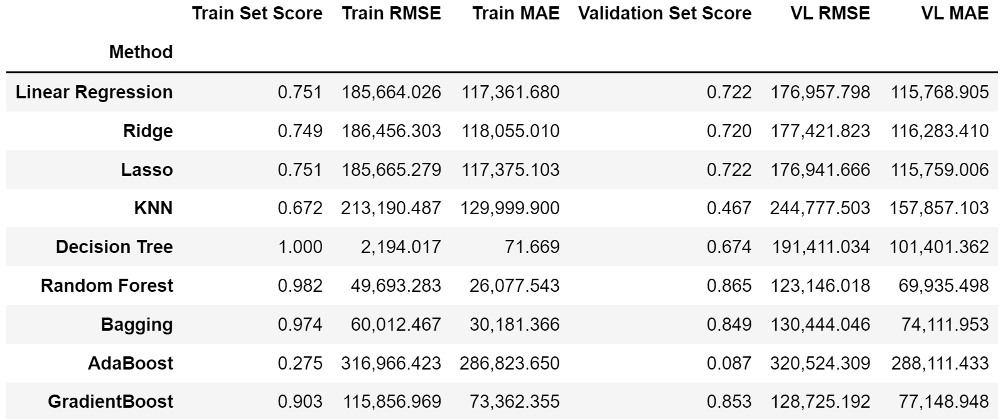 Train Set Score Train RMSE Train MAE Validation Set Score VL RMSE VL MAE
Method
Linear Regression 0.751 185,664.026 117,361.680 0.722 176,957.798 115,768.905
Ridge 0.749 186,456.303 118,055.010 0.720 177,421.823 116,283.410
Lasso 0.751 185,665.279 117,375.103 0.722 176,941.666 115,759.006
KNN 0.672 213,190.487 129,999.900 0.467 244,777.503 157,857.103
Decision Tree 1.000 2,194.017 71.669 0.674 191,411.034 101,401.362
Random Forest 0.982 49,693.283 26,077.543 0.865 123,146.018 69,935.498
Bagging 0.974 60,012.467 30,181.366 0.849 130,444.046 74,111.953
AdaBoost 0.275 316,966.423 286,823.650 0.087 320,524.309 288,111.433
GradientBoost 0.903 115,856.969 73,362.355 0.853 128,725.192 77,148.948